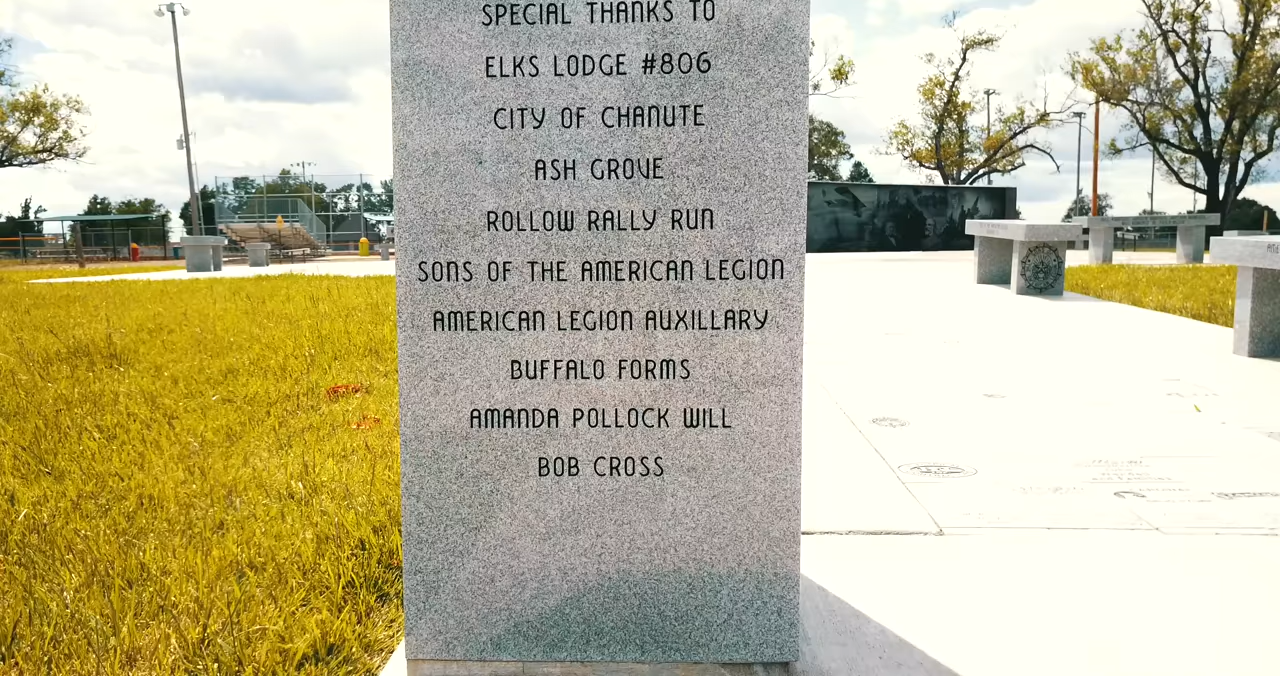 SPECIAL THANKS TO
ELKS LODGE #806
CITY OF CHANUTE
ASH GROVE
ROLLOW RALLY RUN
SONS OF THE AMERICAN LEGION
AMERICAN LEGION AUXILLARY
BUFFALO FORMS
AMANDA POLLOCK WILL
BOB CROSS